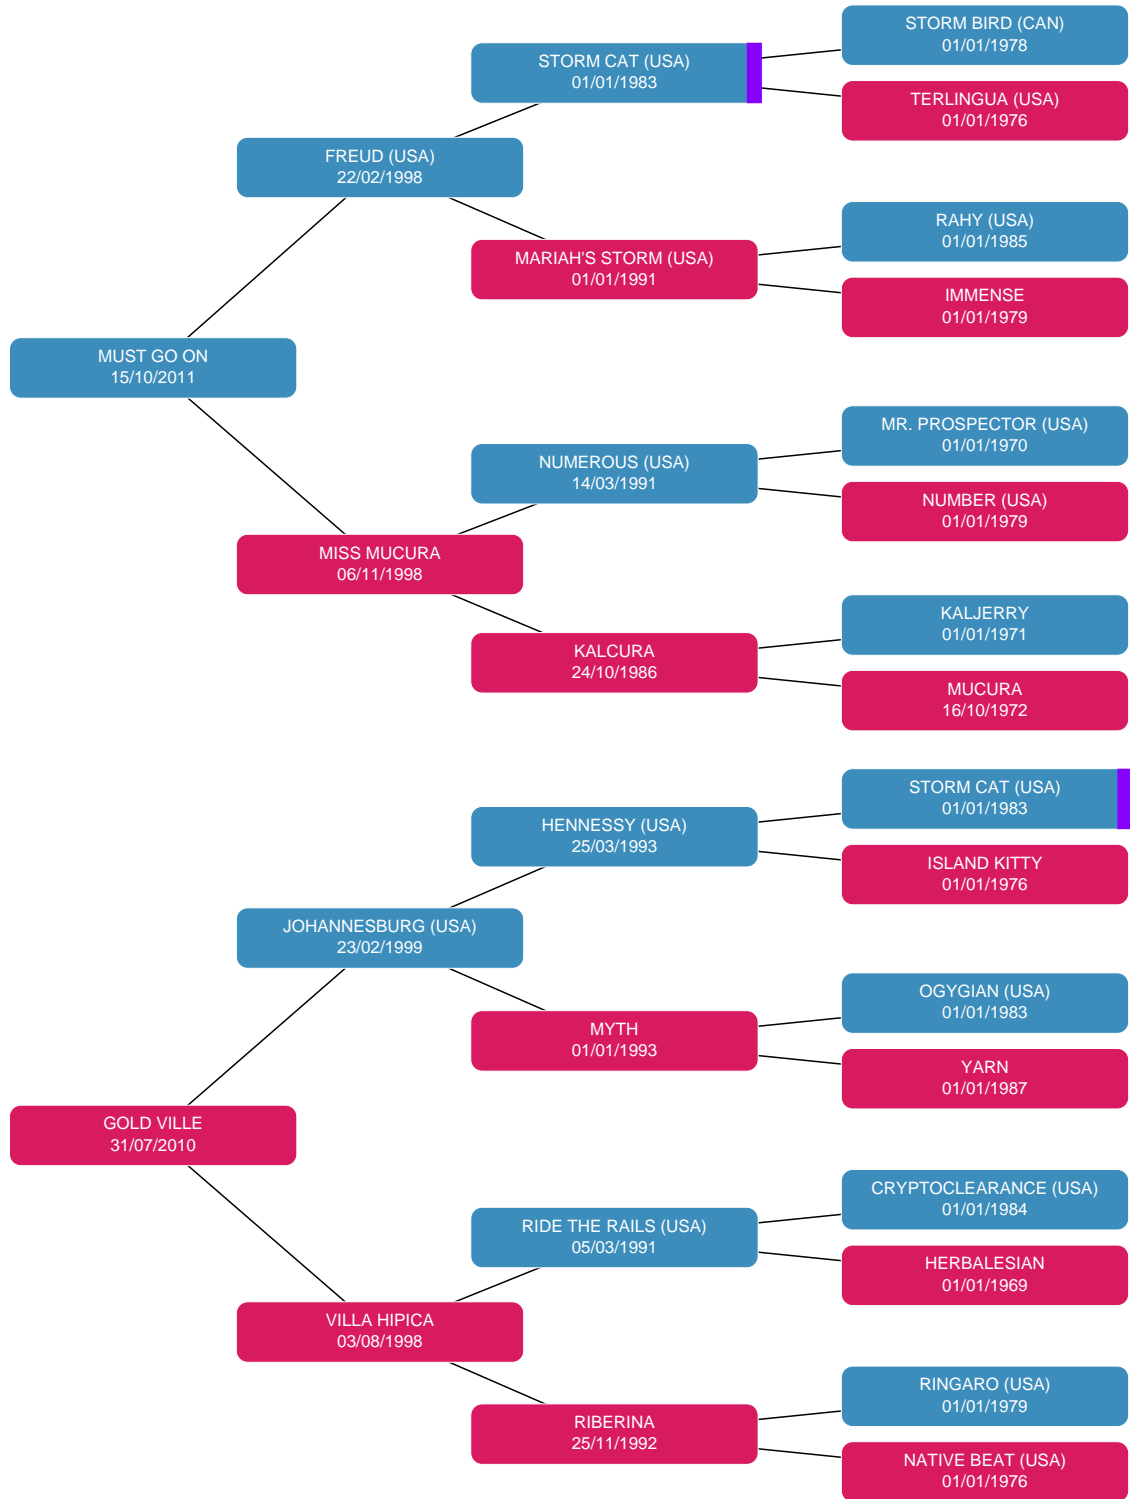 STORM BIRD (CAN)
01/01/1978
STORM CAT (USA)
01/01/1983
TERLINGUA (USA)
01/01/1976
FREUD (USA)
22/02/1998
RAHY (USA)
01/01/1985
MARIAH'S STORM (USA)
01/01/1991
IMMENSE
01/01/1979
MUST GO ON
15/10/2011
MR. PROSPECTOR (USA)
01/01/1970
NUMEROUS (USA)
14/03/1991
NUMBER (USA)
01/01/1979
MISS MUCURA
06/11/1998
KALJERRY
01/01/1971
KALCURA
24/10/1986
MUCURA
16/10/1972
STORM CAT (USA)
01/01/1983
HENNESSY (USA)
25/03/1993
ISLAND KITTY
01/01/1976
JOHANNESBURG (USA)
23/02/1999
OGYGIAN (USA)
01/01/1983
MYTH
01/01/1993
YARN
01/01/1987
GOLD VILLE
31/07/2010
CRYPTOCLEARANCE (USA)
01/01/1984
RIDE THE RAILS (USA)
05/03/1991
HERBALESIAN
01/01/1969
VILLA HIPICA
03/08/1998
RINGARO (USA)
01/01/1979
RIBERINA
25/11/1992
NATIVE BEAT (USA)
01/01/1976